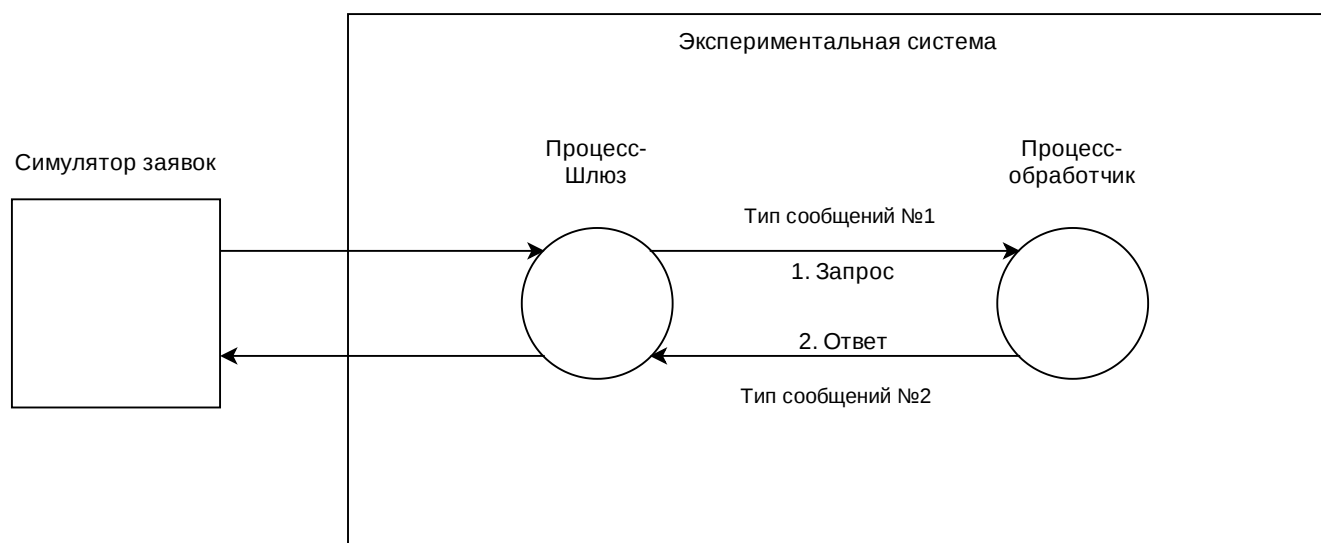 Экспериментальная система
Симулятор заявок
Процесс-
Шлюз
Процесс-
обработчик
Тип сообщений №1
1. Запрос
2. Ответ
Тип сообщений №2